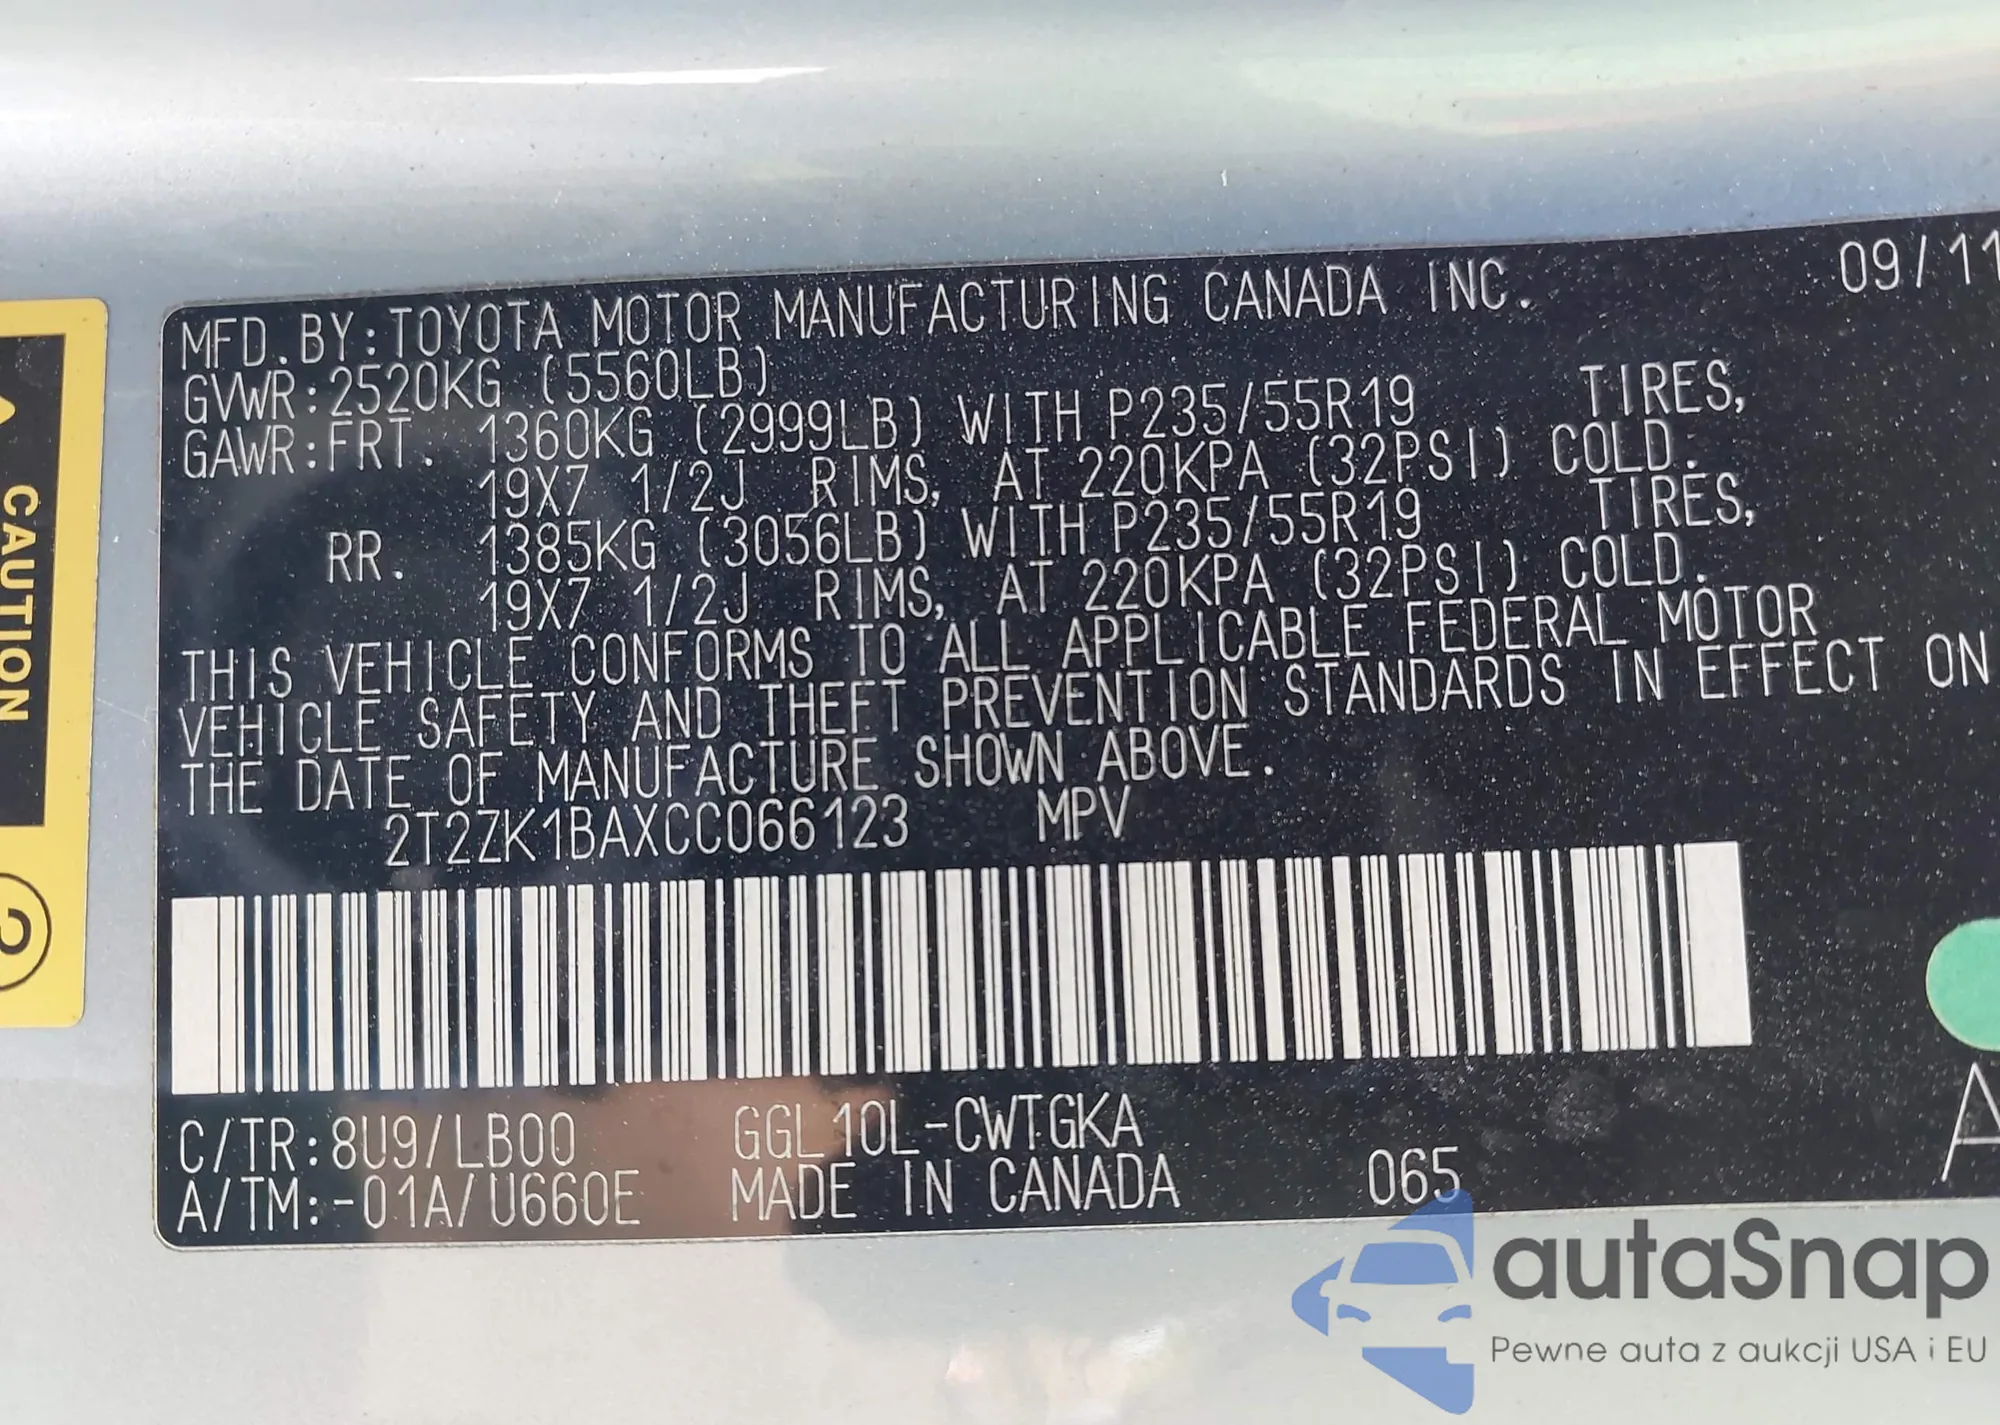 MFD.BY:TOYOTA MOTOR MANUFACTURING CANADA INC. 09/11
GVWR:2520KG (5560LB)
GAWR:FRT. 1360KG (2999LB) WITH P235/55R19 TIRES,
19X7 1/2J RIMS, AT 220KPA (32PSI) COLD.
RR. 1385KG (3056LB) WITH P235/55R19 TIRES,
19X7 1/2J RIMS, AT 220KPA (32PSI) COLD.
THIS VEHICLE CONFORMS TO ALL APPLICABLE FEDERAL MOTOR
VEHICLE SAFETY AND THEFT PREVENTION STANDARDS IN EFFECT ON
THE DATE OF MANUFACTURE SHOWN ABOVE.
2T2ZK1BAXCC066123 MPV
C/TR:8U9/LB00 GGL10L-CWTGKA
A/TM:-01A/U660E MADE IN CANADA 065
A
CAUTION
2
autaSnap
Pewne auta z aukcji USA i EU